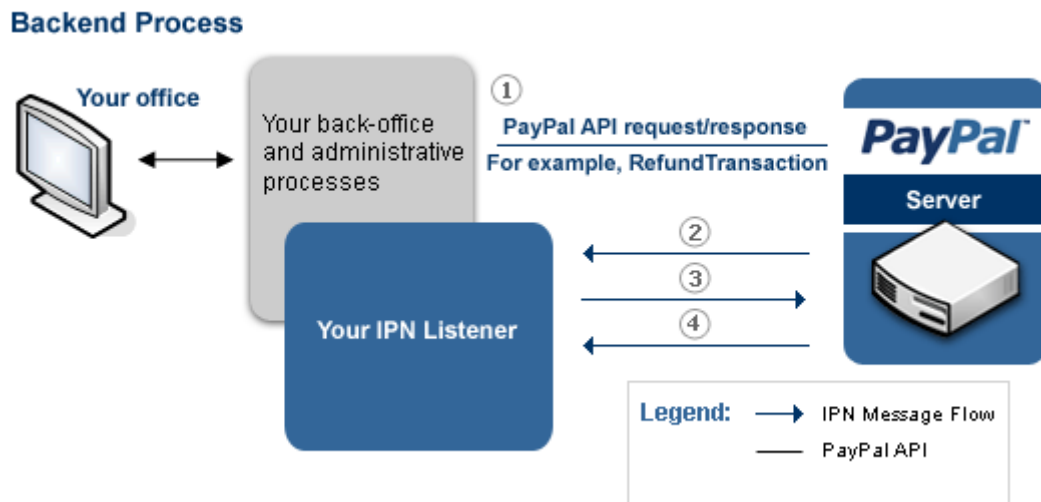 Backend Process
Your office
Your back-office
and administrative
processes
1
PayPal API request/response
For example, RefundTransaction
PayPal™
Server
2
3
4
Your IPN Listener
Legend:
IPN Message Flow
PayPal API